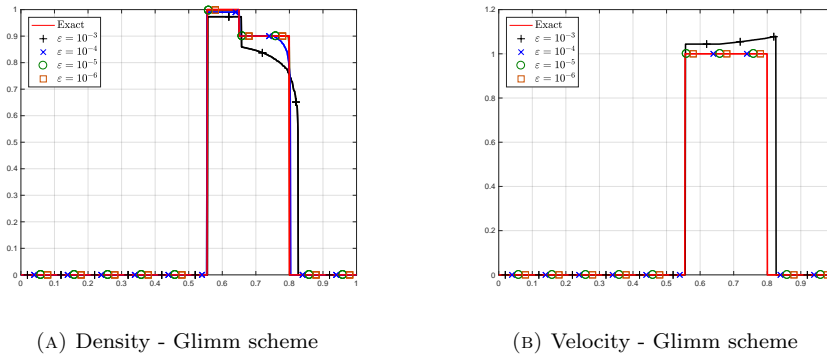 1
0.9
0.8
0.7
0.6
0.5
0.4
0.3
0.2
0.1
0
0 0.1 0.2 0.3 0.4 0.5 0.6 0.7 0.8 0.9 1
Exact
ε = 10⁻³
ε = 10⁻⁴
ε = 10⁻⁵
ε = 10⁻⁶
(A) Density - Glimm scheme
1.2
1
0.8
0.6
0.4
0.2
0
0 0.1 0.2 0.3 0.4 0.5 0.6 0.7 0.8 0.9
Exact
ε = 10⁻³
ε = 10⁻⁴
ε = 10⁻⁵
ε = 10⁻⁶
(B) Velocity - Glimm scheme